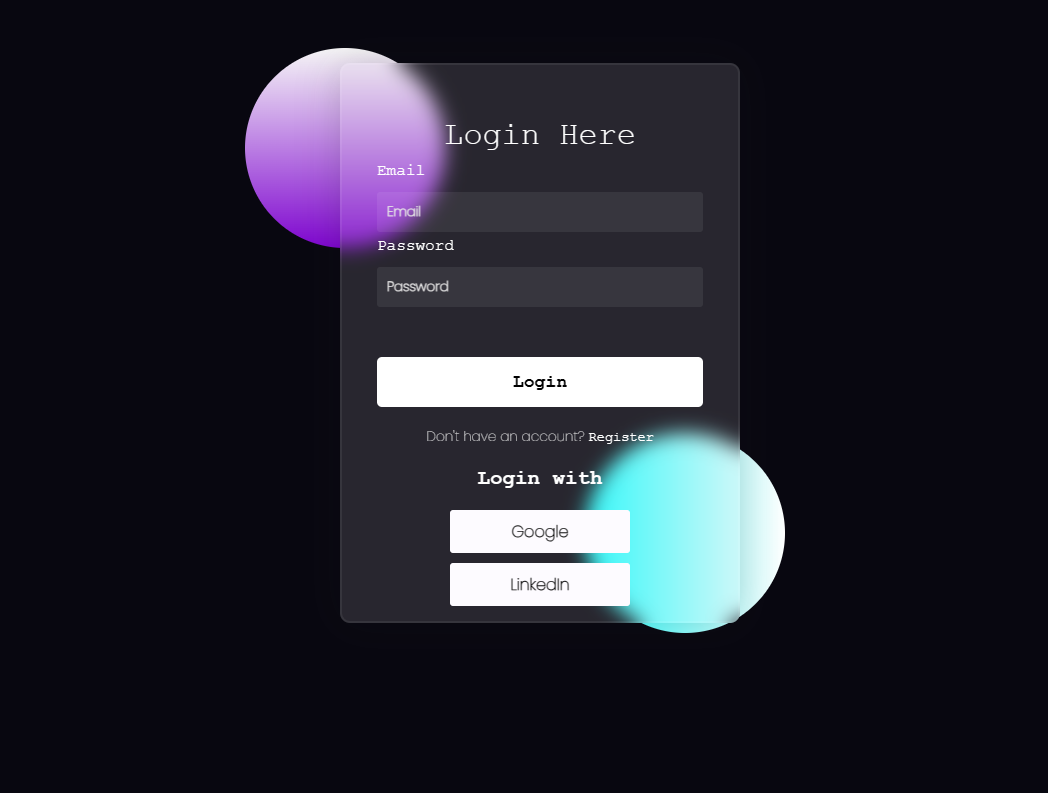 Login Here
Email
Email
Password
Password
Login
Don't have an account? Register
Login with
Google
LinkedIn